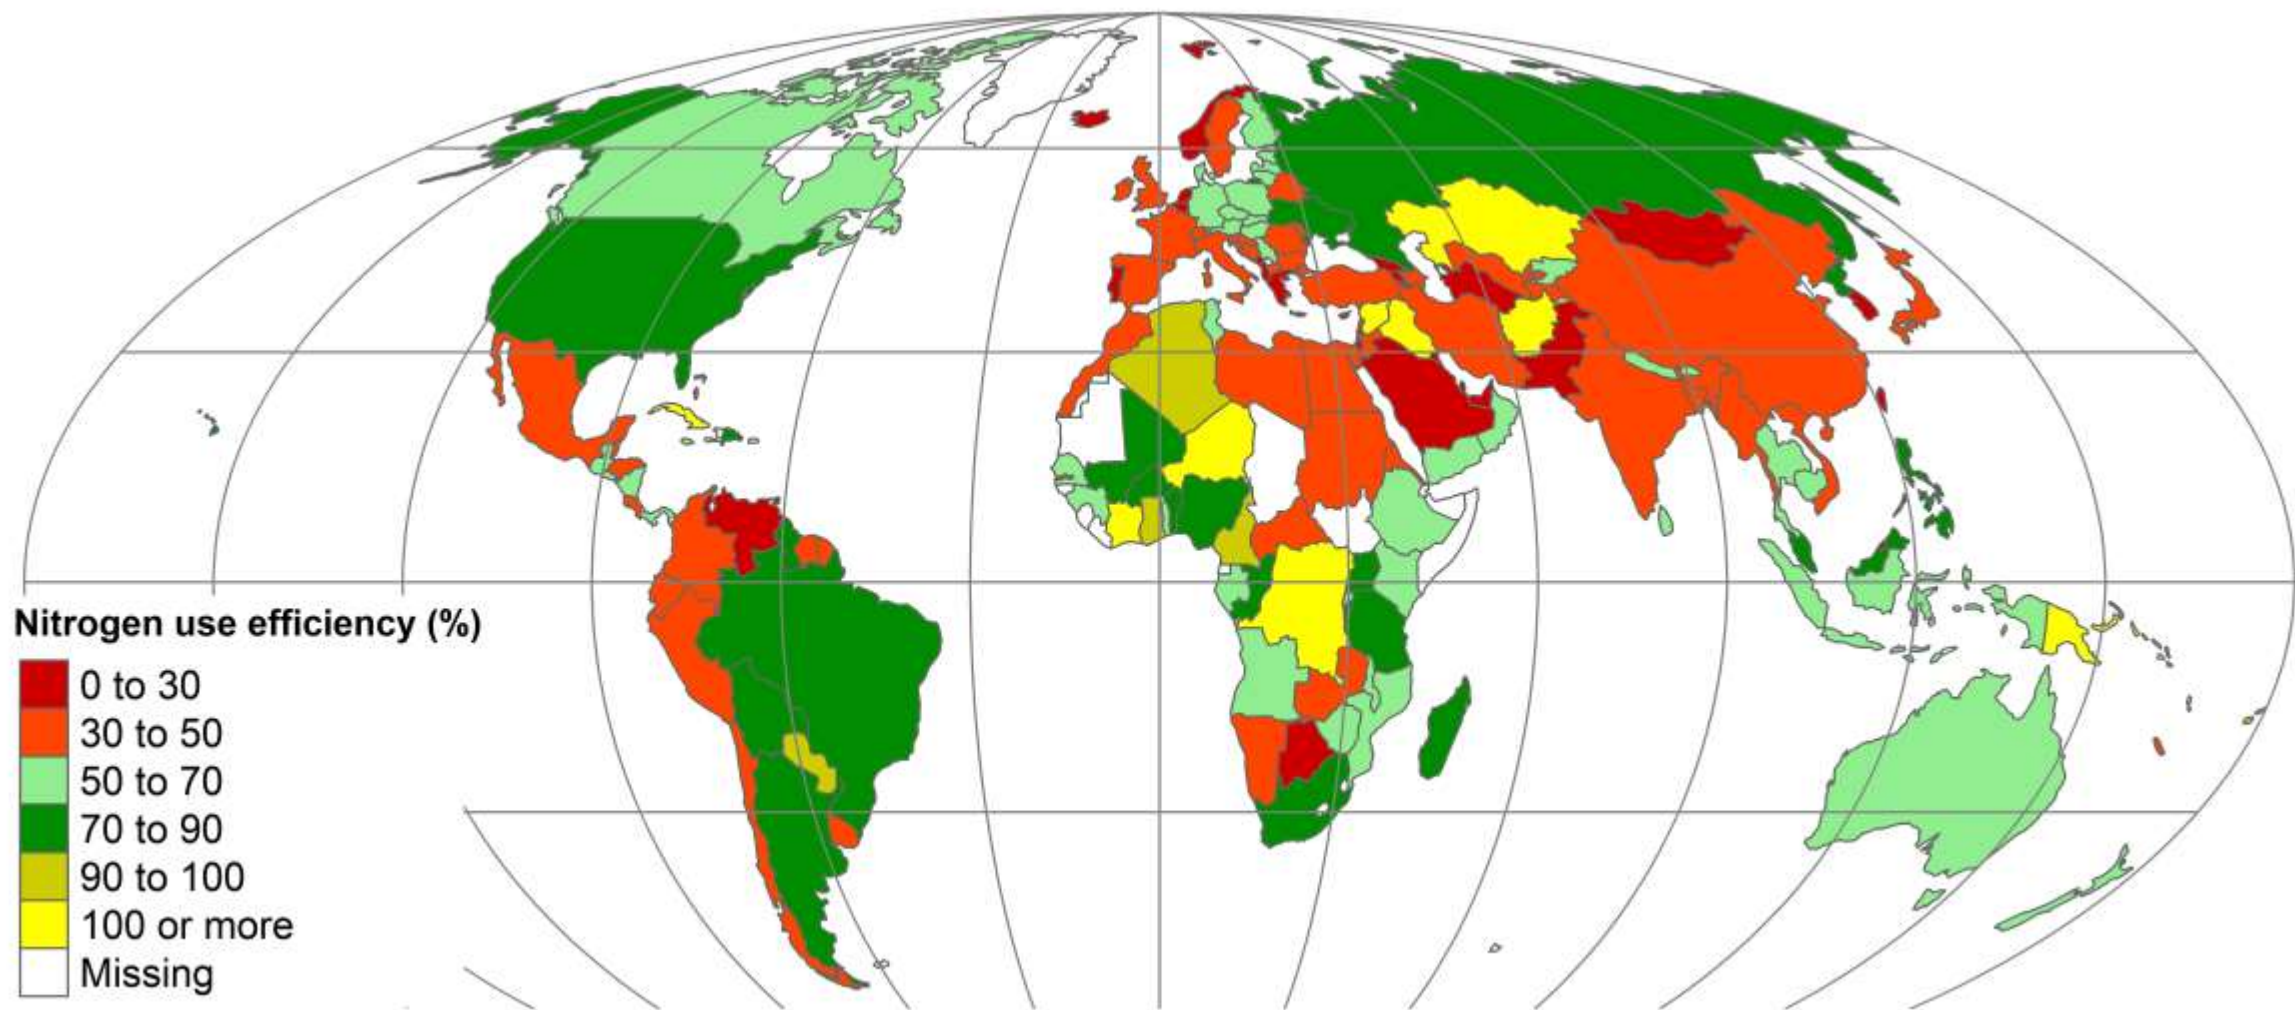 Nitrogen use efficiency (%)
0 to 30
30 to 50
50 to 70
70 to 90
90 to 100
100 or more
Missing